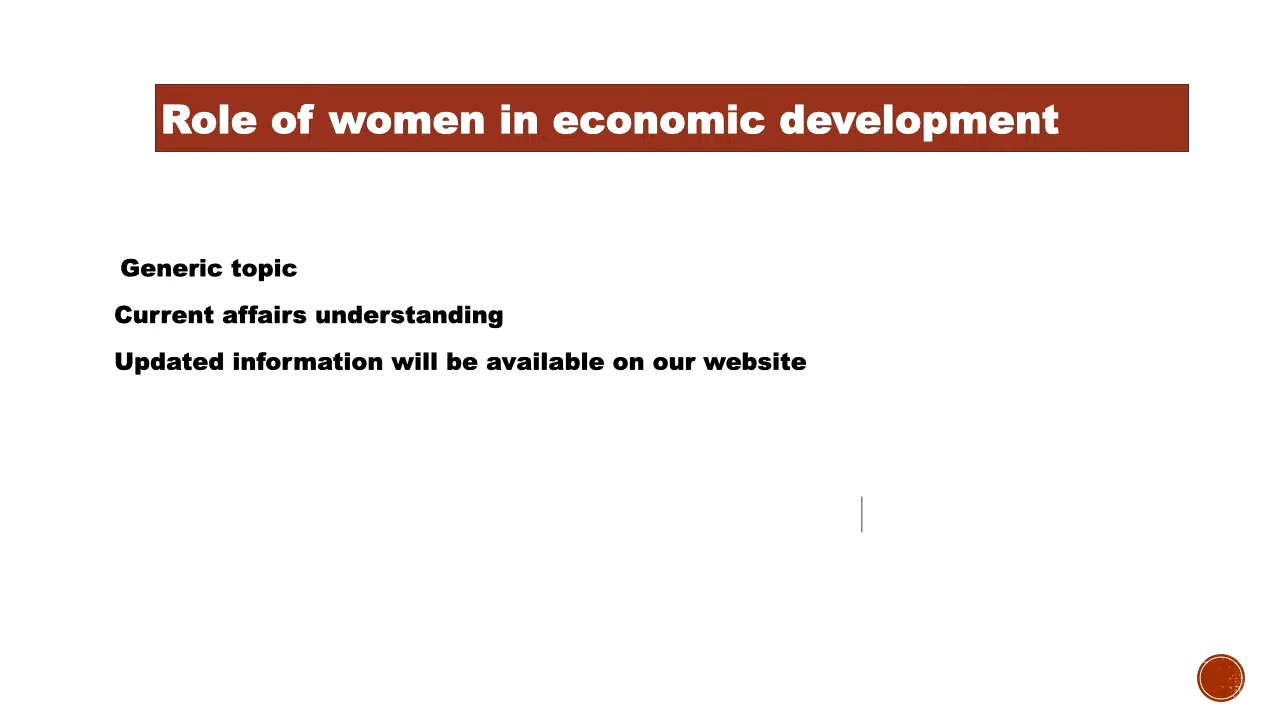 Role of women in economic development
Generic topic
Current affairs understanding
Updated information will be available on our website